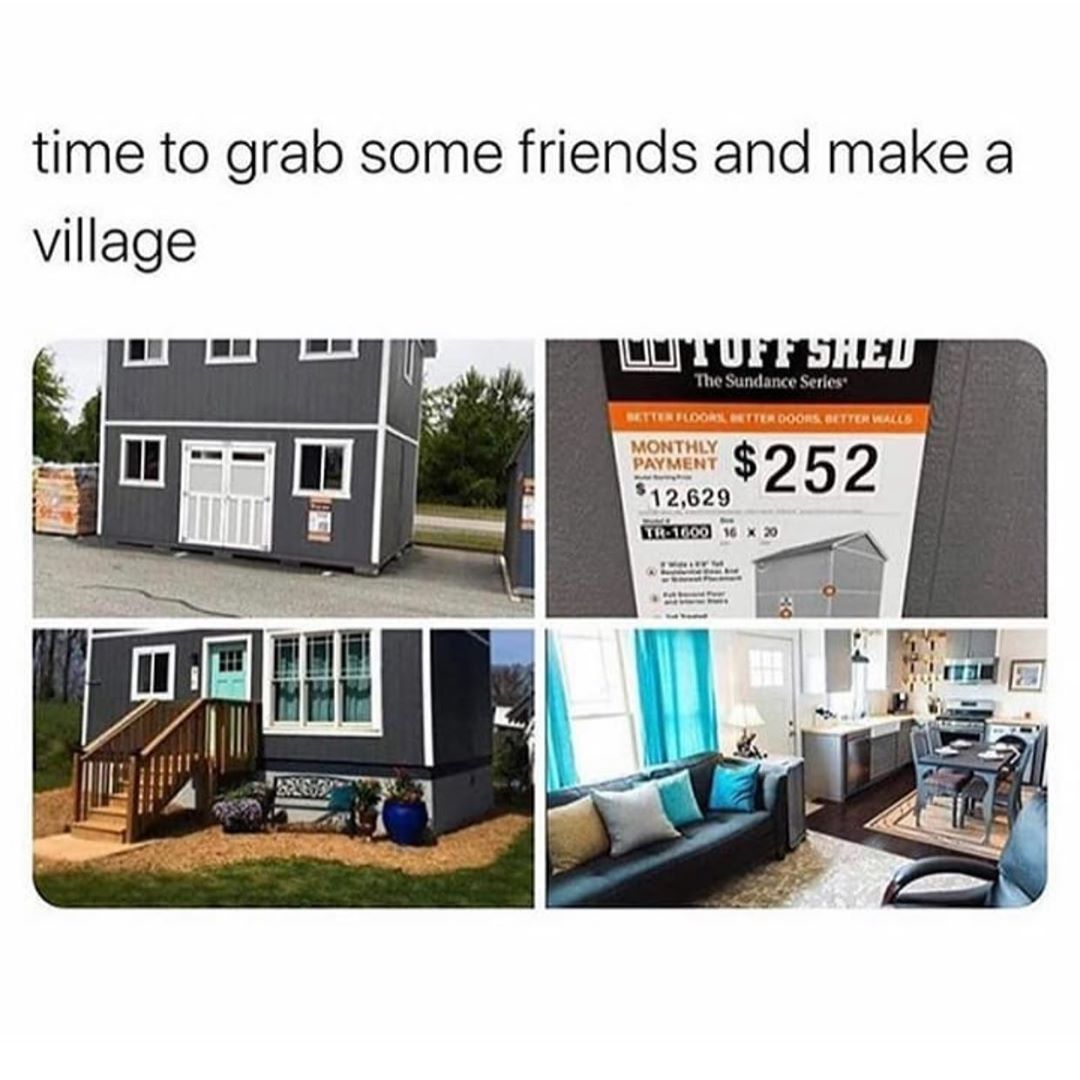 time to grab some friends and make a
village
TUFF SHED
The Sundance Series
BETTER FLOORS, BETTER DOORS, BETTER WALLS
MONTHLY
PAYMENT $252
$12,629
TR-1600 16 x 20